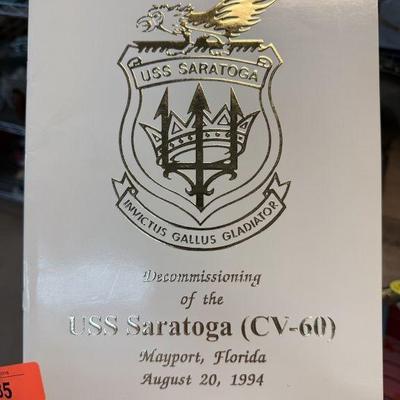 USS SARATOGA
INVICTUS GALLUS GLADIATOR
Decommissioning
of the
USS Saratoga (CV-60)
Mayport, Florida
August 20, 1994